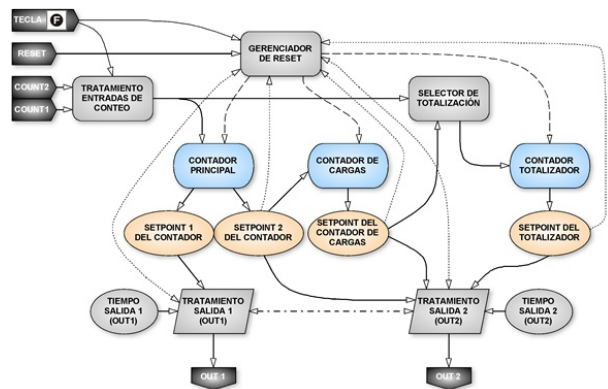 TECLA F
GERENCIADOR
DE RESET
RESET
COUNT2
COUNT1
TRATAMIENTO
ENTRADAS DE
CONTEO
SELECTOR DE
TOTALIZACIÓN
CONTADOR
PRINCIPAL
CONTADOR DE
CARGAS
CONTADOR
TOTALIZADOR
SETPOINT 1
DEL CONTADOR
SETPOINT 2
DEL CONTADOR
SETPOINT DEL
CONTADOR DE
CARGAS
SETPOINT DEL
TOTALIZADOR
TIEMPO
SALIDA 1
(OUT1)
TRATAMIENTO
SALIDA 1
(OUT1)
TRATAMIENTO
SALIDA 2
(OUT2)
TIEMPO
SALIDA 2
(OUT2)
OUT 1
OUT 2